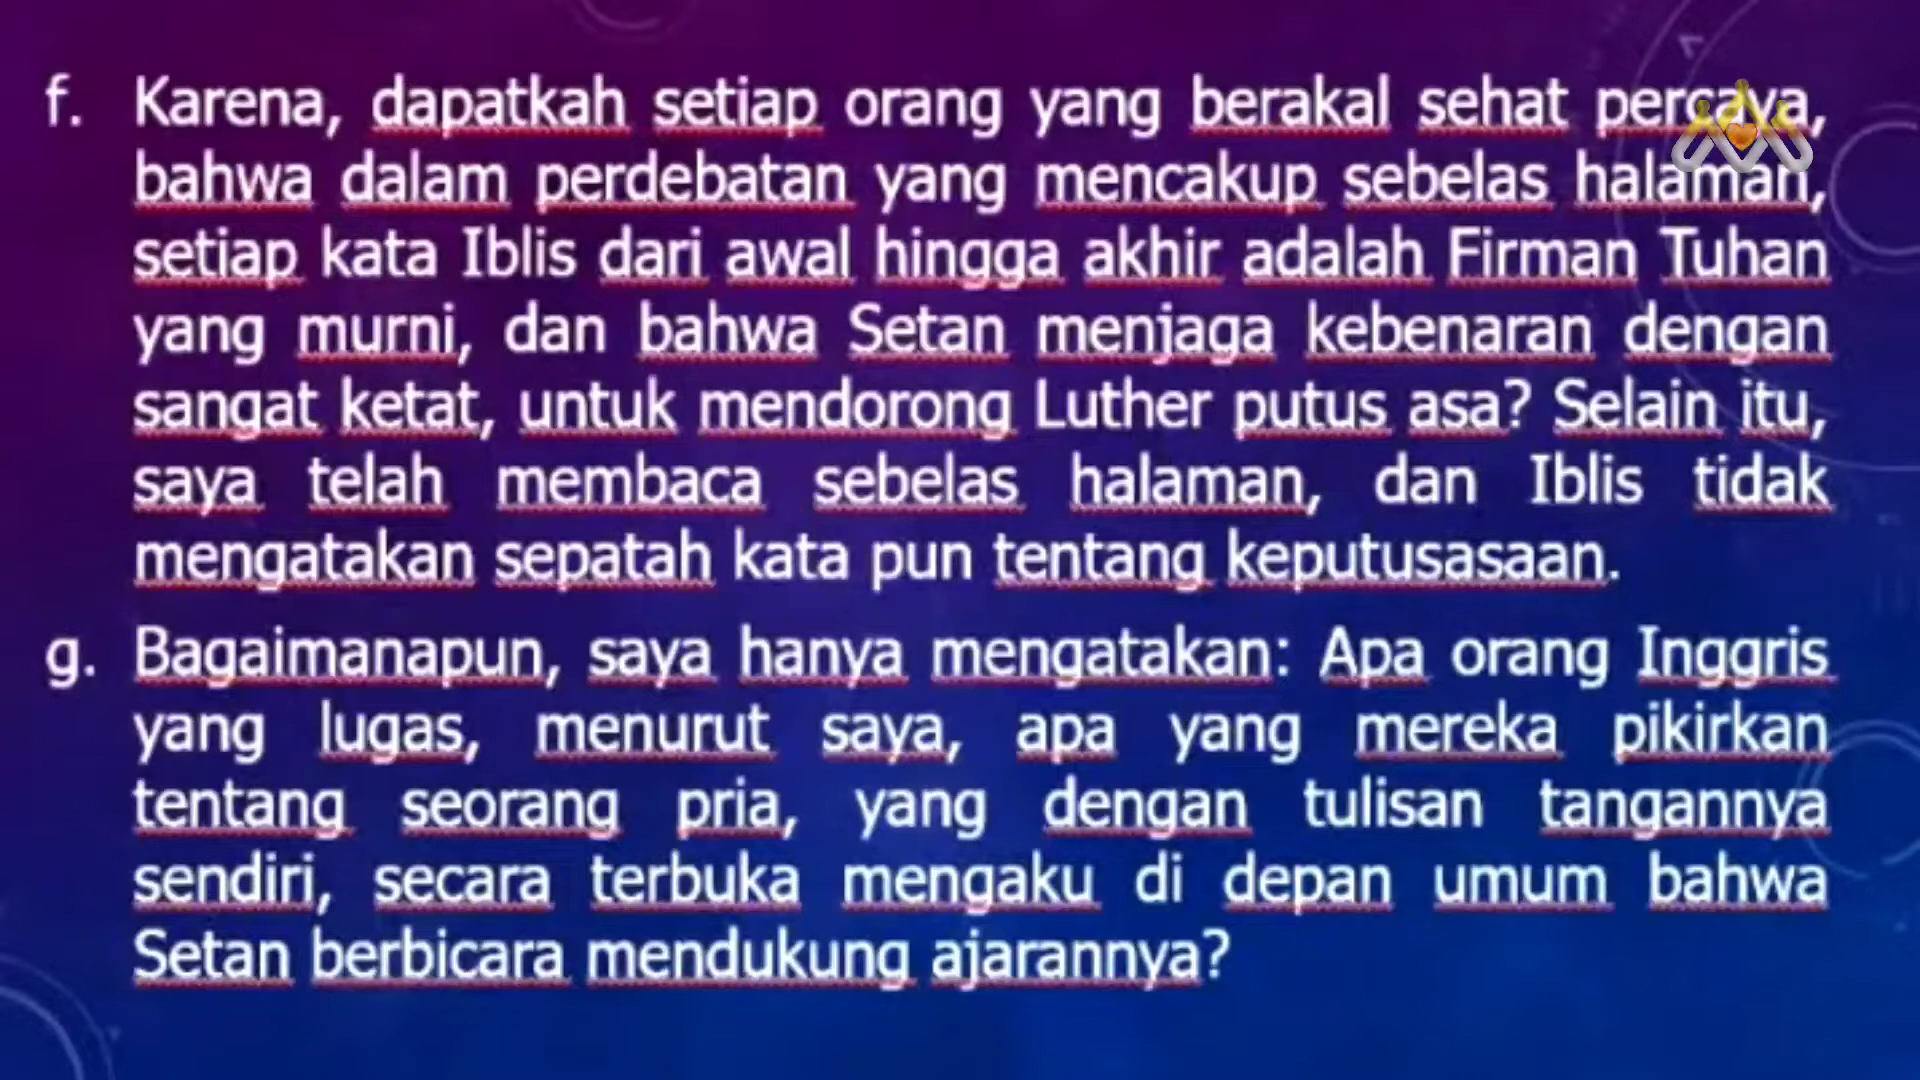 f. Karena, dapatkah setiap orang yang berakal sehat percaya,
bahwa dalam perdebatan yang mencakup sebelas halaman,
setiap kata Iblis dari awal hingga akhir adalah Firman Tuhan
yang murni, dan bahwa Setan menjaga kebenaran dengan
sangat ketat, untuk mendorong Luther putus asa? Selain itu,
saya telah membaca sebelas halaman, dan Iblis tidak
mengatakan sepatah kata pun tentang keputusasaan.
g. Bagaimanapun, saya hanya mengatakan: Apa orang Inggris
yang lugas, menurut saya, apa yang mereka pikirkan
tentang seorang pria, yang dengan tulisan tangannya
sendiri, secara terbuka mengaku di depan umum bahwa
Setan berbicara mendukung ajarannya?